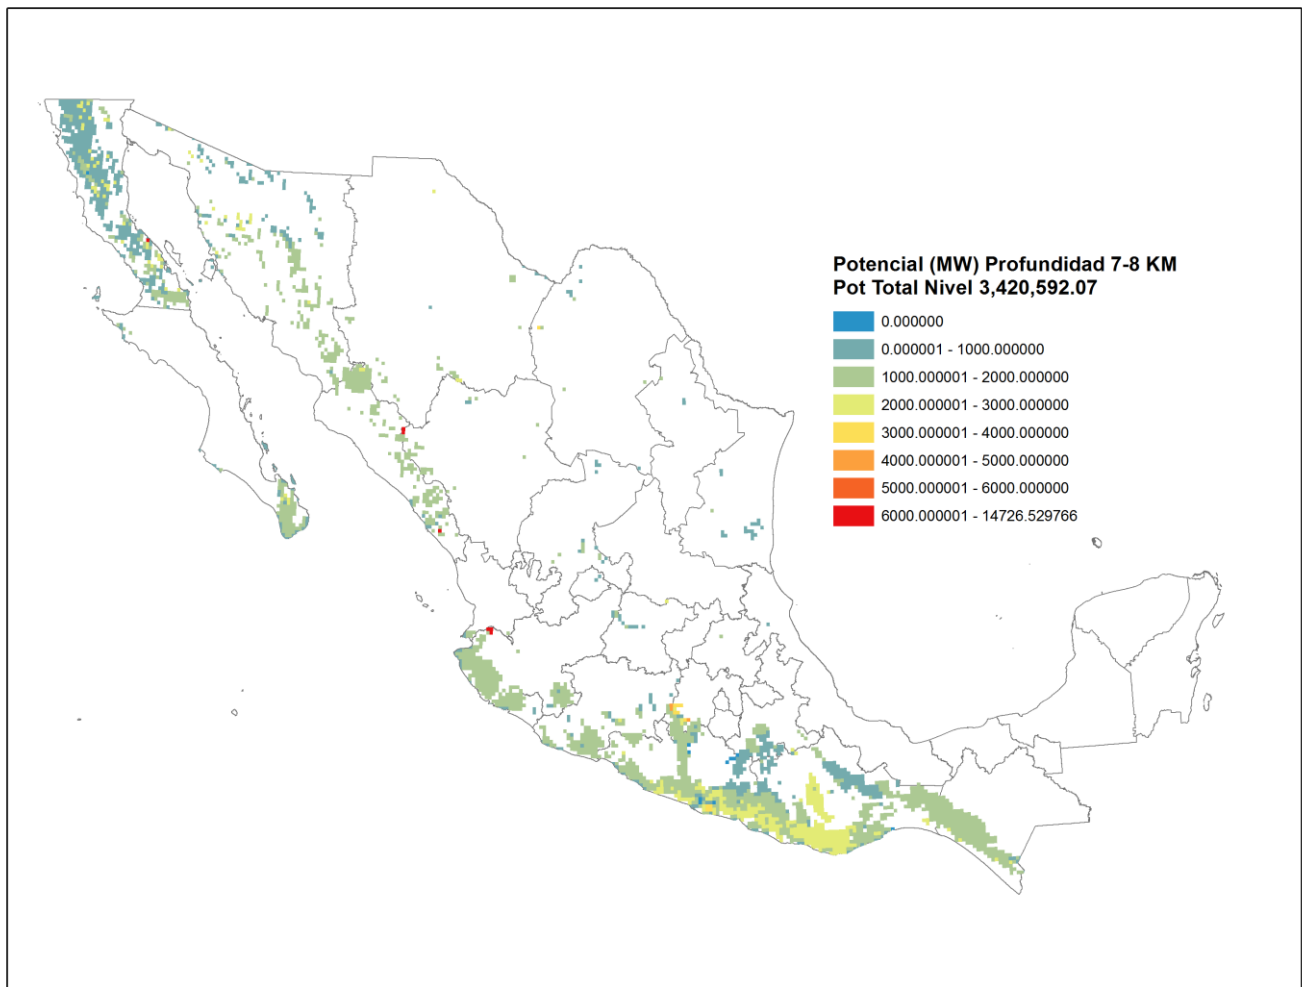 Potencial (MW) Profundidad 7-8 KM
Pot Total Nivel 3,420,592.07
0.000000
0.000001 - 1000.000000
1000.000001 - 2000.000000
2000.000001 - 3000.000000
3000.000001 - 4000.000000
4000.000001 - 5000.000000
5000.000001 - 6000.000000
6000.000001 - 14726.529766